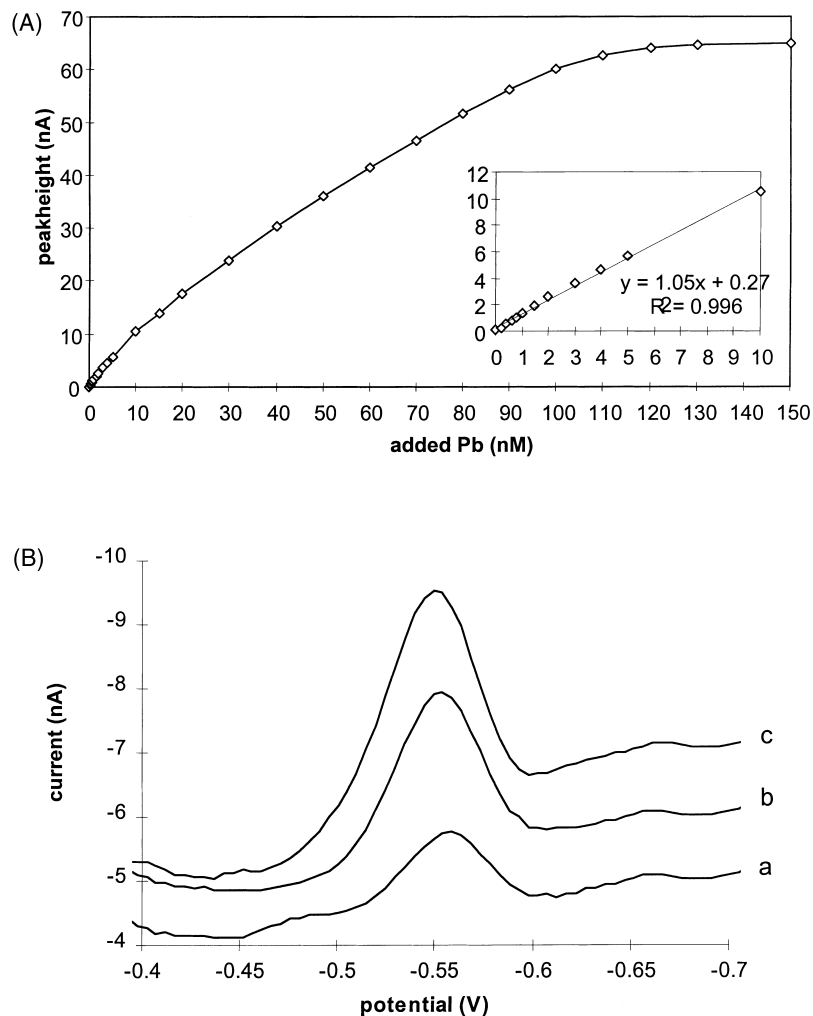 (A)
70
60
50
40
30
20
10
0
peakheight (nA)
0 10 20 30 40 50 60 70 80 90 100 110 120 130 140 150
added Pb (nM)
12
10
8
6
4
2
0
y = 1.05x + 0.27
R2 = 0.996
0 1 2 3 4 5 6 7 8 9 10
(B)
-10
-9
-8
-7
-6
-5
-4
current (nA)
c
b
a
-0.4 -0.45 -0.5 -0.55 -0.6 -0.65 -0.7
potential (V)